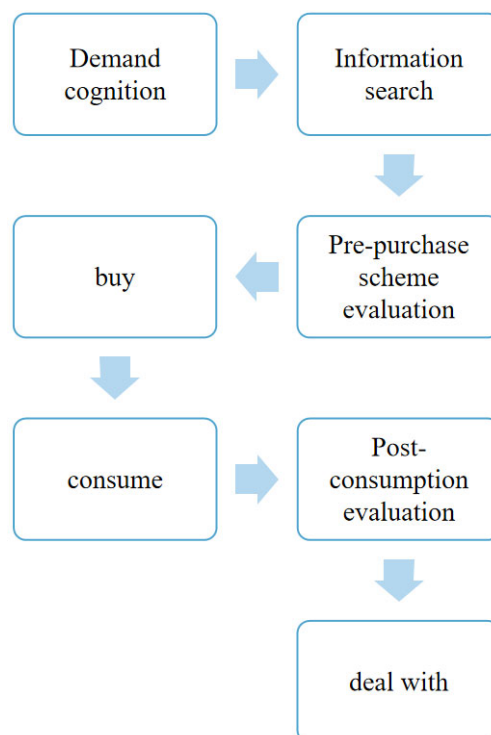 Demand
cognition
Information
search
Pre-purchase
scheme
evaluation
buy
consume
Post-
consumption
evaluation
deal with